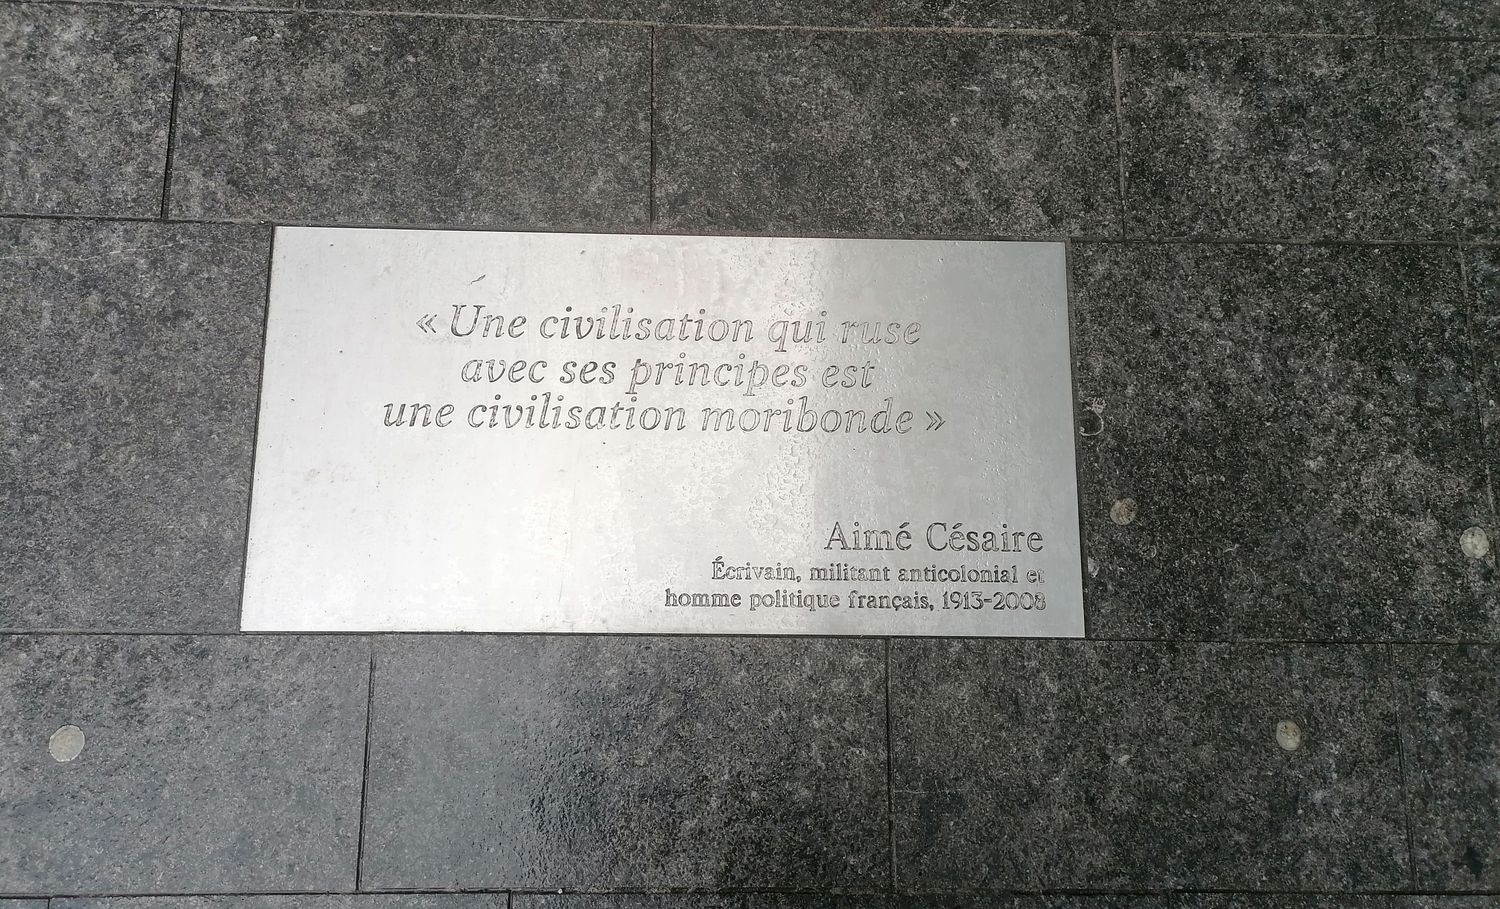 « Une civilisation qui ruse
avec ses principes est
une civilisation moribonde »
Aimé Césaire
Écrivain, militant anticolonial et
homme politique français, 1913-2008